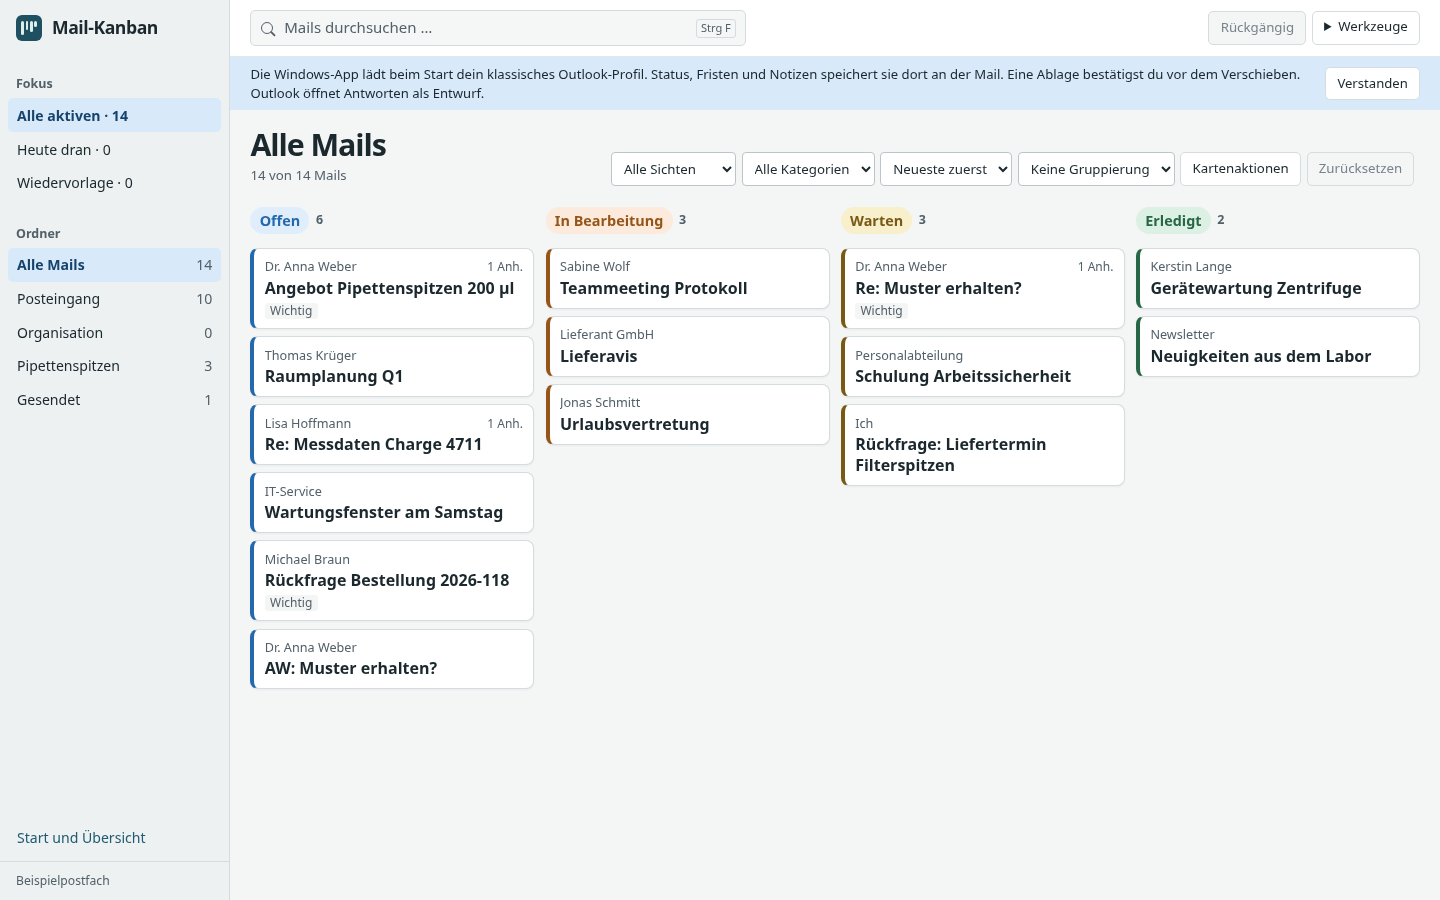 Mail-Kanban
Fokus
Alle aktiven · 14
Heute dran · 0
Wiedervorlage · 0
Ordner
Alle Mails 14
Posteingang 10
Organisation 0
Pipettenspitzen 3
Gesendet 1
Start und Übersicht
Beispielpostfach
Mails durchsuchen ... Strg F
Rückgängig
▶ Werkzeuge
Die Windows-App lädt beim Start dein klassisches Outlook-Profil. Status, Fristen und Notizen speichert sie dort an der Mail. Eine Ablage bestätigst du vor dem Verschieben.
Outlook öffnet Antworten als Entwurf.
Verstanden
Alle Mails
14 von 14 Mails
Alle Sichten
Alle Kategorien
Neueste zuerst
Keine Gruppierung
Kartenaktionen
Zurücksetzen
Offen 6
Dr. Anna Weber 1 Anh.
Angebot Pipettenspitzen 200 µl
Wichtig
Thomas Krüger
Raumplanung Q1
Lisa Hoffmann 1 Anh.
Re: Messdaten Charge 4711
IT-Service
Wartungsfenster am Samstag
Michael Braun
Rückfrage Bestellung 2026-118
Wichtig
Dr. Anna Weber
AW: Muster erhalten?
In Bearbeitung 3
Sabine Wolf
Teammeeting Protokoll
Lieferant GmbH
Lieferavis
Jonas Schmitt
Urlaubsvertretung
Warten 3
Dr. Anna Weber 1 Anh.
Re: Muster erhalten?
Wichtig
Personalabteilung
Schulung Arbeitssicherheit
Ich
Rückfrage: Liefertermin
Filterspitzen
Erledigt 2
Kerstin Lange
Gerätewartung Zentrifuge
Newsletter
Neuigkeiten aus dem Labor